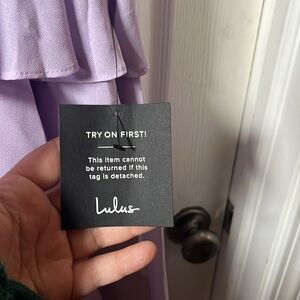 TRY ON FIRST!
This item cannot
be returned if this
tag is detached.
Lulus